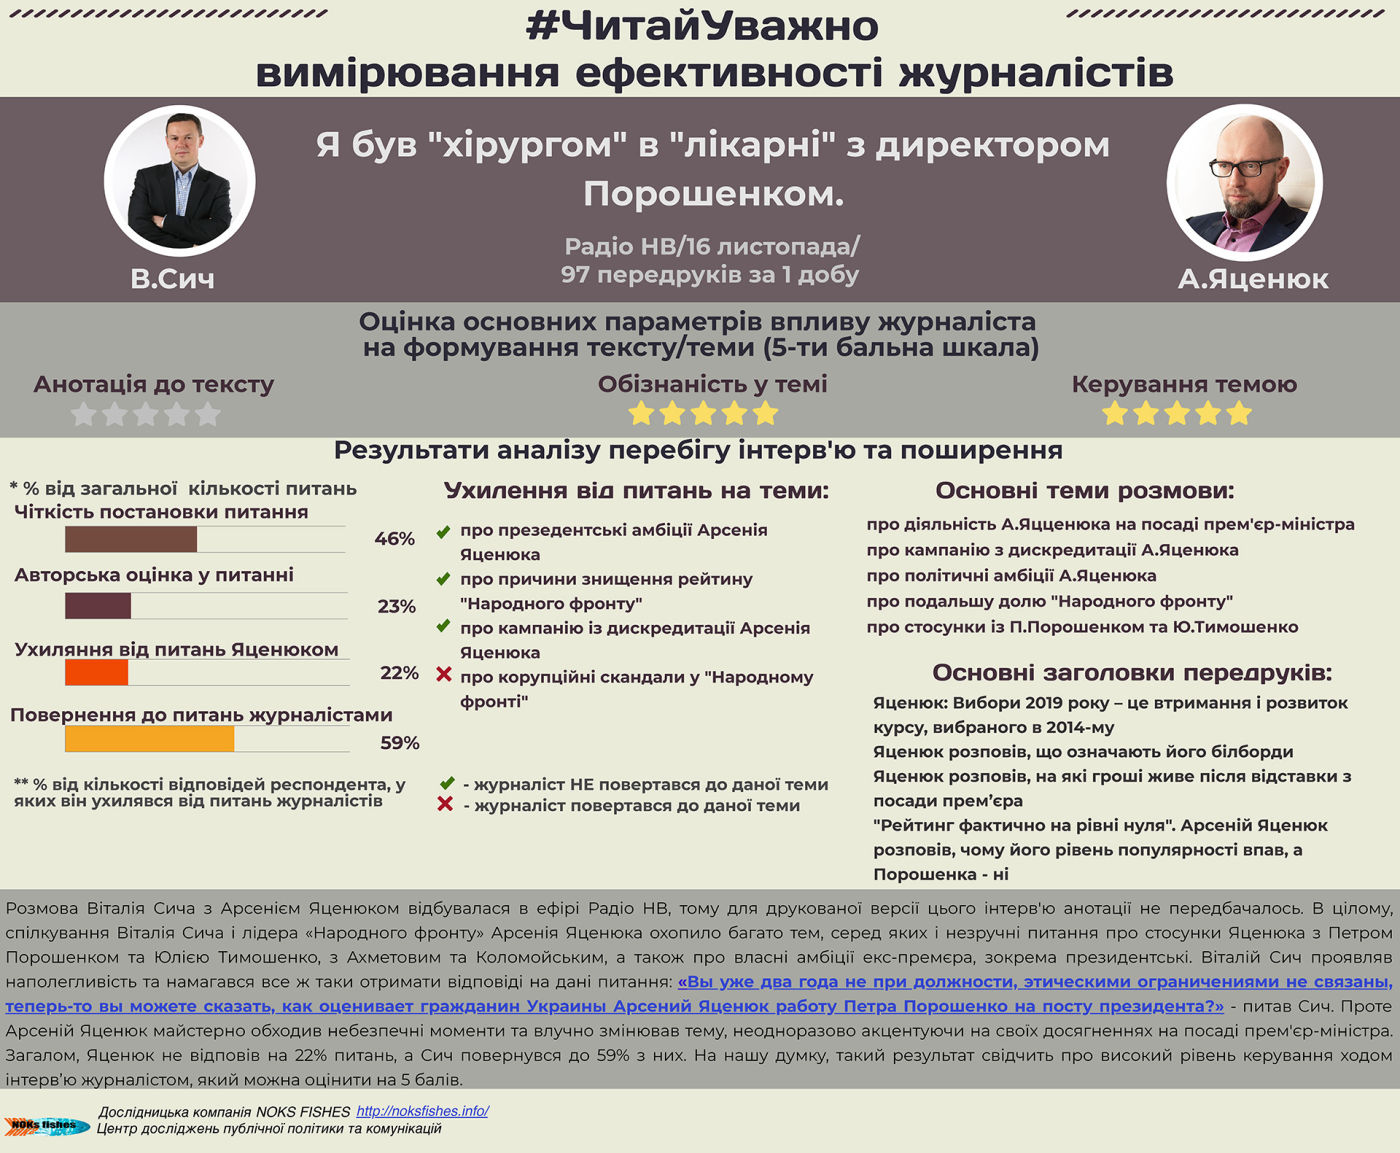 #ЧитайУважно
вимірювання ефективності журналістів
Я був "хірургом" в "лікарні" з директором
Порошенком.
Радіо НВ/16 листопада/
97 передруків за 1 добу
В.Сич
А.Яценюк
Оцінка основних параметрів впливу журналіста
на формування тексту/теми (5-ти бальна шкала)
Анотація до тексту
Обізнаність у темі
Керування темою
Результати аналізу перебігу інтерв'ю та поширення
* % від загальної кількості питань
Чіткість постановки питання
46%
Авторська оцінка у питанні
23%
Ухиляння від питань Яценюком
22%
Повернення до питань журналістами
59%
** % від кількості відповідей респондента, у
яких він ухилявся від питань журналістів
Ухилення від питань на теми:
про презедентські амбіції Арсенія
Яценюка
про причини знищення рейтину
"Народного фронту"
про кампанію із дискредитації Арсенія
Яценюка
про корупційні скандали у "Народному
фронті"
- журналіст НЕ повертався до даної теми
- журналіст повертався до даної теми
Основні теми розмови:
про діяльність А.Яцценюка на посаді прем'єр-міністра
про кампанію з дискредитації А.Яценюка
про політичні амбіції А.Яценюка
про подальшу долю "Народного фронту"
про стосунки із П.Порошенком та Ю.Тимошенко
Основні заголовки передруків:
Яценюк: Вибори 2019 року – це втримання і розвиток
курсу, вибраного в 2014-му
Яценюк розповів, що означають його білборди
Яценюк розповів, на які гроші живе після відставки з
посади прем’єра
"Рейтинг фактично на рівні нуля". Арсеній Яценюк
розповів, чому його рівень популярності впав, а
Порошенка - ні
Розмова Віталія Сича з Арсенієм Яценюком відбувалася в ефірі Радіо НВ, тому для друкованої версії цього інтерв'ю анотації не передбачалось. В цілому,
спілкування Віталія Сича і лідера «Народного фронту» Арсенія Яценюка охопило багато тем, серед яких і незручні питання про стосунки Яценюка з Петром
Порошенком та Юлією Тимошенко, з Ахметовим та Коломойським, а також про власні амбіції екс-премєра, зокрема президентські. Віталій Сич проявляв
наполегливість та намагався все ж таки отримати відповіді на дані питання: «Вы уже два года не при должности, этическими ограничениями не связаны,
теперь-то вы можете сказать, как оценивает гражданин Украины Арсений Яценюк работу Петра Порошенко на посту президента?» - питав Сич. Проте
Арсеній Яценюк майстерно обходив небезпечні моменти та влучно змінював тему, неодноразово акцентуючи на своїх досягненнях на посаді прем'єр-міністра.
Загалом, Яценюк не відповів на 22% питань, а Сич повернувся до 59% з них. На нашу думку, такий результат свідчить про високий рівень керування ходом
інтерв’ю журналістом, який можна оцінити на 5 балів.
NOKs fishes
Дослідницька компанія NOKS FISHES http://noksfishes.info/
Центр досліджень публічної політики та комунікацій